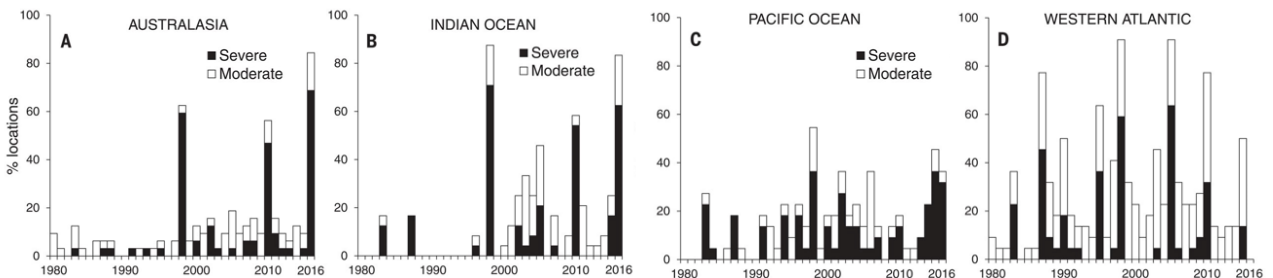 AUSTRALASIA
A
Severe
Moderate
% locations
100
80
60
40
20
0
1980
1990
2000
2010
2016
INDIAN OCEAN
B
Severe
Moderate
100
80
60
40
20
0
1980
1990
2000
2010
2016
PACIFIC OCEAN
C
Severe
Moderate
100
80
60
40
20
0
1980
1990
2000
2010
2016
WESTERN ATLANTIC
D
Severe
Moderate
100
80
60
40
20
0
1980
1990
2000
2010
2016